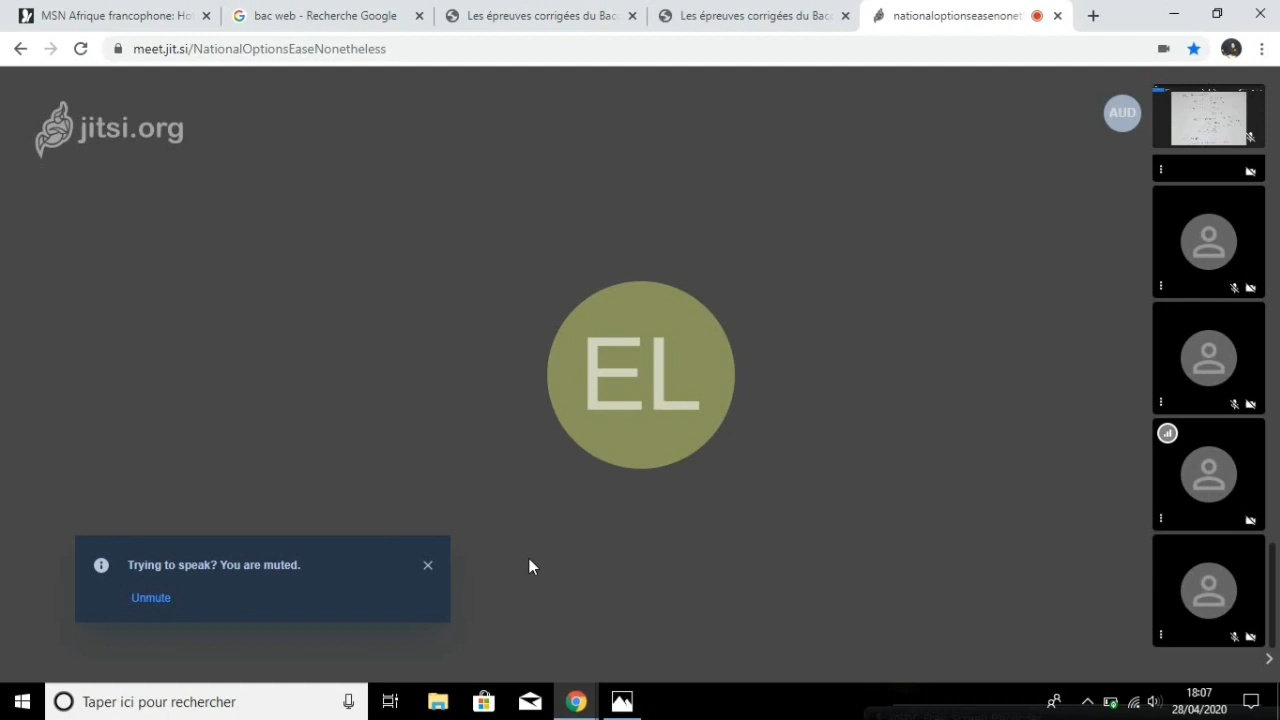 MSN Afrique francophone: Ho
bac web - Recherche Google
Les épreuves corrigées du Bac
Les épreuves corrigées du Bac
nationaloptionseasenonet
meet.jit.si/NationalOptionsEaseNonetheless
jitsi.org
AUD
EL
Trying to speak? You are muted.
Unmute
Taper ici pour rechercher
18:07
28/04/2020